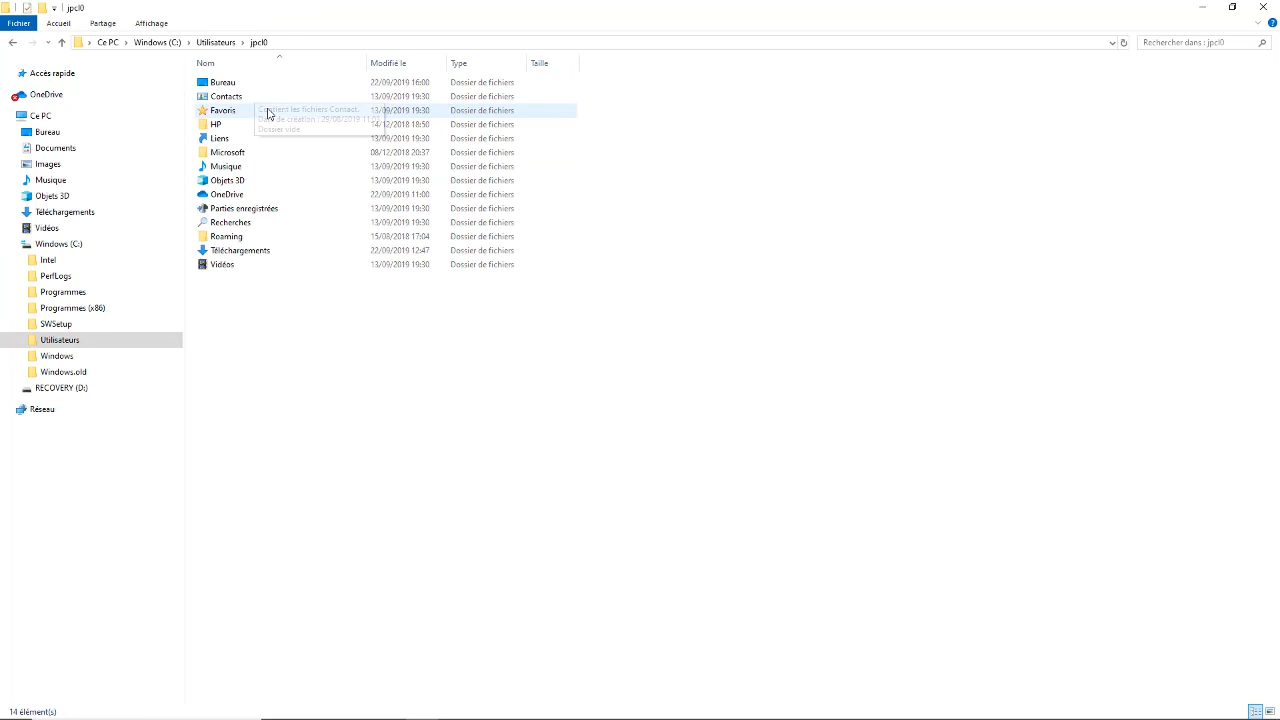 jpcl0
Fichier Accueil Partage Affichage
Ce PC Windows (C:) Utilisateurs jpcl0
Rechercher dans : jpcl0
Accès rapide
OneDrive
Ce PC
Bureau
Documents
Images
Musique
Objets 3D
Téléchargements
Vidéos
Windows (C:)
Intel
PerfLogs
Programmes
Programmes (x86)
SWSetup
Utilisateurs
Windows
Windows.old
RECOVERY (D:)
Réseau
Nom Modifié le Type Taille
Bureau 22/09/2019 16:00 Dossier de fichiers
Contacts 13/09/2019 19:30 Dossier de fichiers
Favoris 13/09/2019 19:30 Dossier de fichiers
HP 14/12/2018 18:50 Dossier de fichiers
Liens 13/09/2019 19:30 Dossier de fichiers
Microsoft 08/12/2018 20:37 Dossier de fichiers
Musique 13/09/2019 19:30 Dossier de fichiers
Objets 3D 13/09/2019 19:30 Dossier de fichiers
OneDrive 22/09/2019 11:00 Dossier de fichiers
Parties enregistrées 13/09/2019 19:30 Dossier de fichiers
Recherches 13/09/2019 19:30 Dossier de fichiers
Roaming 15/08/2018 17:04 Dossier de fichiers
Téléchargements 22/09/2019 12:47 Dossier de fichiers
Vidéos 13/09/2019 19:30 Dossier de fichiers
Contient les fichiers Contact.
Date de création : 29/08/2019
Dossier vide
14 élément(s)